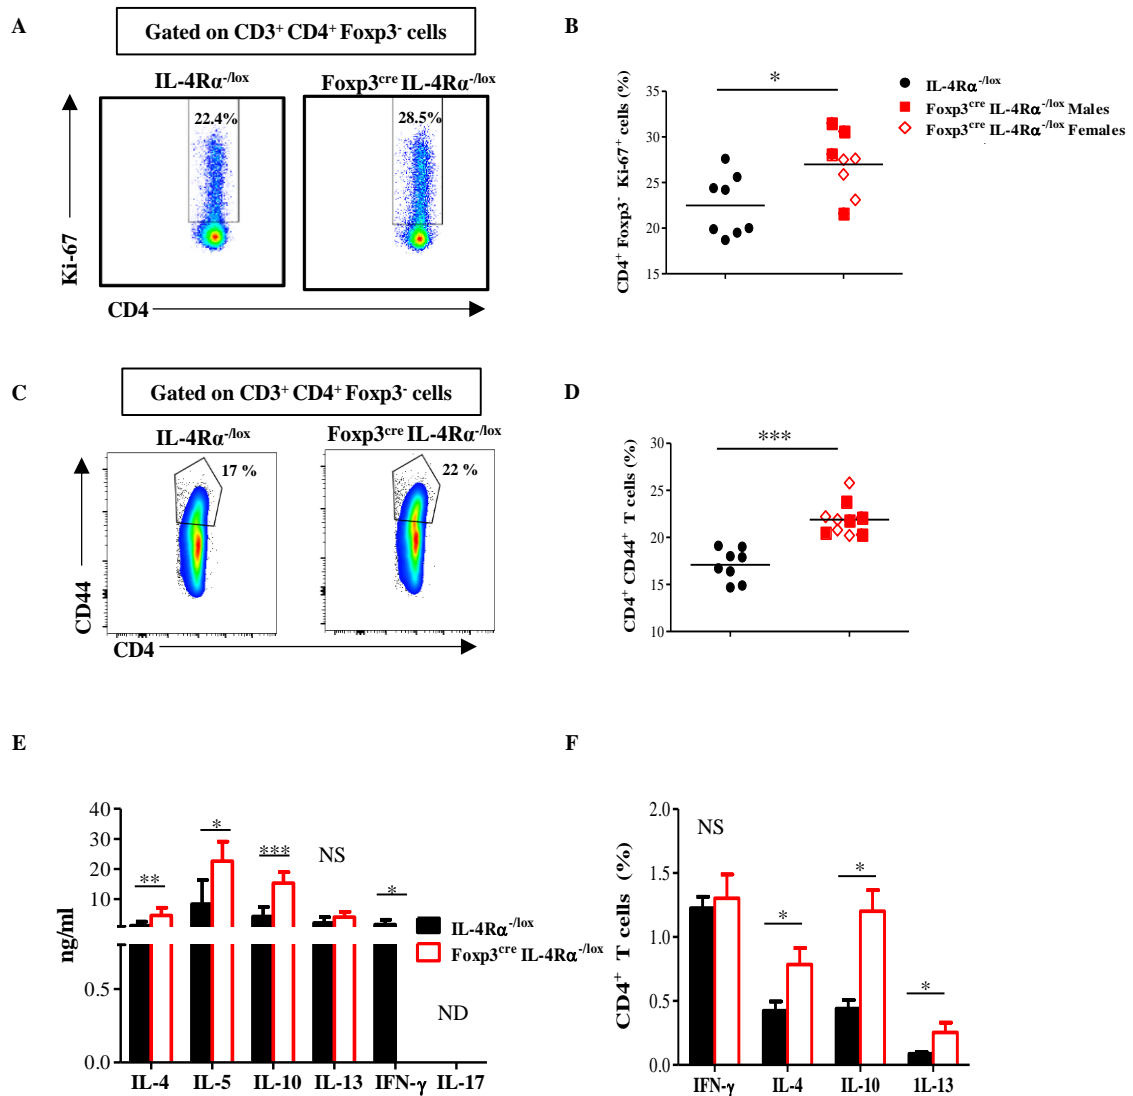 A
Gated on CD3⁺ CD4⁺ Foxp3⁻ cells
IL-4Rα⁻/lox
Foxp3cre IL-4Rα⁻/lox
22.4%
28.5%
Ki-67
CD4
B
*
CD4⁺ Foxp3⁻ Ki-67⁺ cells (%)
35
30
25
20
15
IL-4Rα⁻/lox
Foxp3cre IL-4Rα⁻/lox Males
Foxp3cre IL-4Rα⁻/lox Females
C
Gated on CD3⁺ CD4⁺ Foxp3⁻ cells
IL-4Rα⁻/lox
Foxp3cre IL-4Rα⁻/lox
17 %
22 %
CD44
CD4
D
***
CD4⁺ CD44⁺ T cells (%)
30
25
20
15
10
E
ng/ml
40
30
20
10
0.5
0.0
**
*
***
NS
*
ND
IL-4Rα⁻/lox
Foxp3cre IL-4Rα⁻/lox
IL-4 IL-5 IL-10 IL-13 IFN-γ IL-17
F
CD4⁺ T cells (%)
2.0
1.5
1.0
0.5
0.0
NS
*
*
*
IFN-γ IL-4 IL-10 1L-13